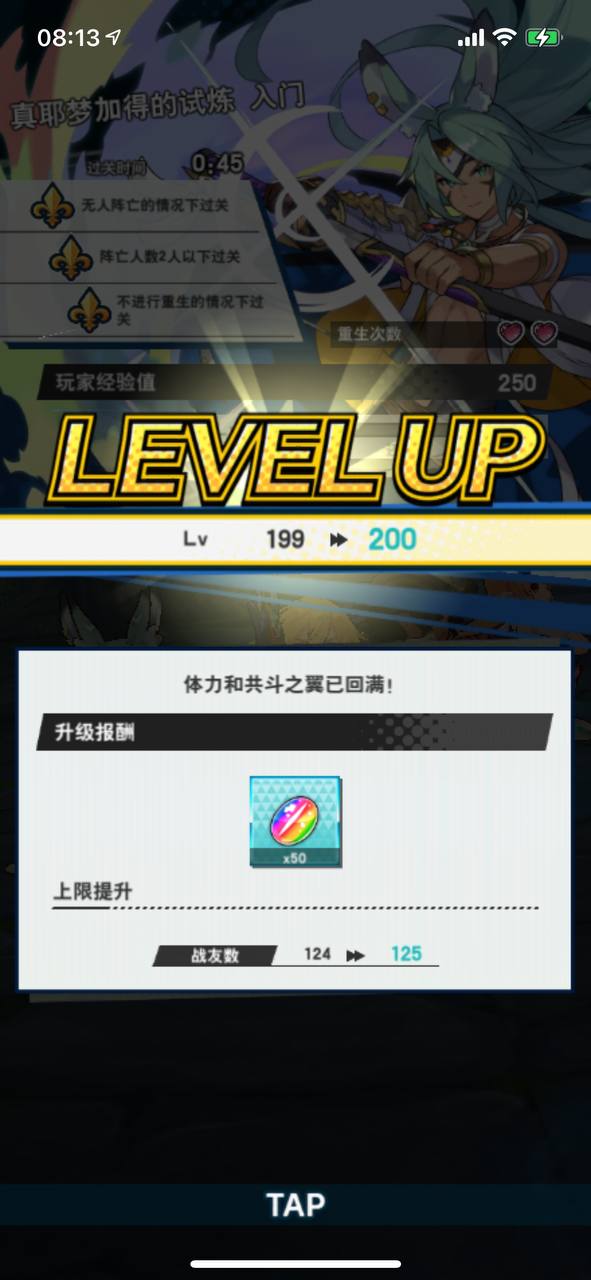 08:13
真耶梦加得的试炼 入门
过关时间 0:45
无人阵亡的情况下过关
阵亡人数2人以下过关
不进行重生的情况下过
关
重生次数
玩家经验值 250
LEVEL UP
Lv 199 200
体力和共斗之翼已回满!
升级报酬
x50
上限提升
战友数 124 125
TAP